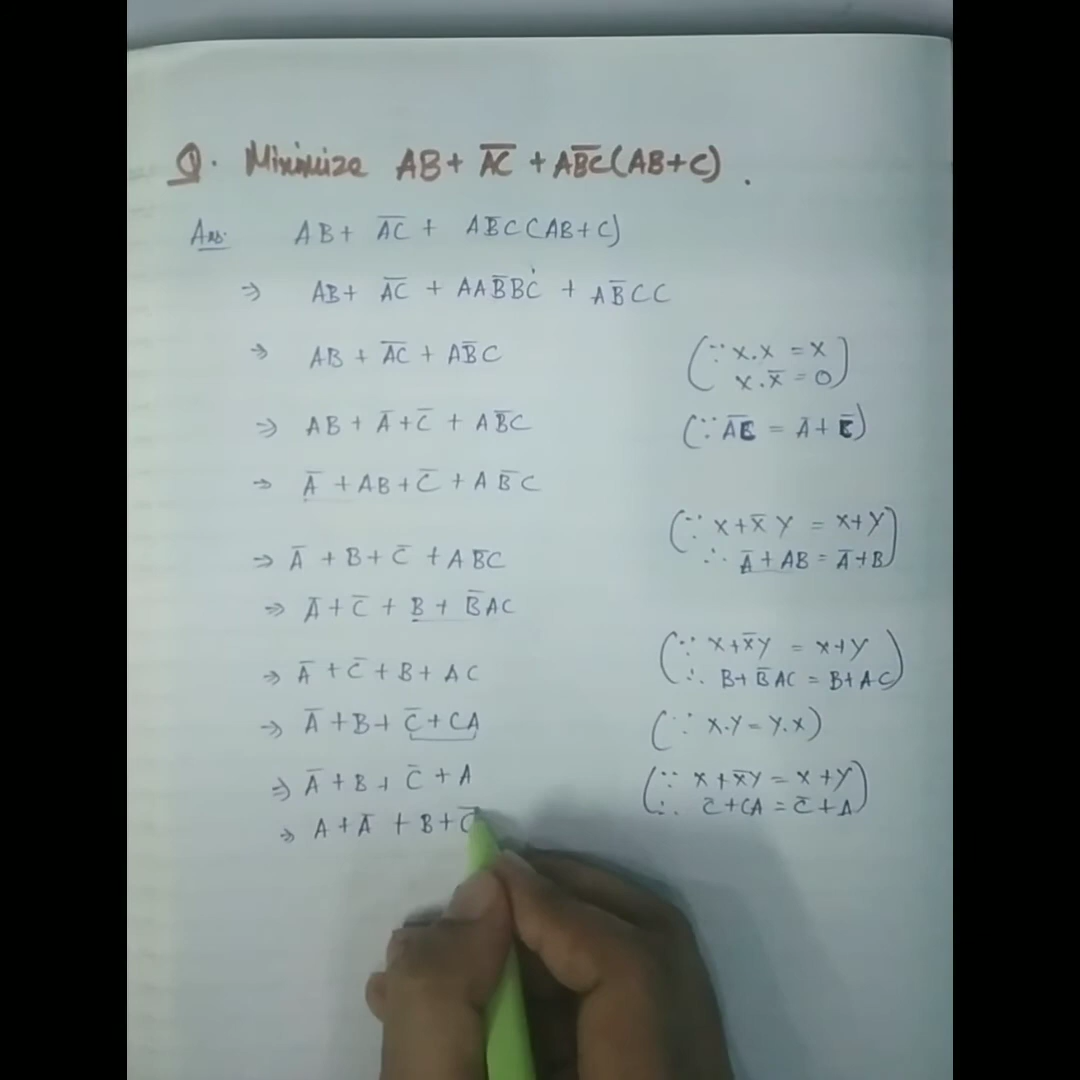 Q. Minimize AB + A̅C̅ + AB̅C(AB+C).
Ans: AB + A̅C̅ + AB̅C(AB+C)
⇒ AB + A̅C̅ + AAB̅BC + AB̅CC
⇒ AB + A̅C̅ + AB̅C (∵ X.X = X
X.X̅ = 0)
⇒ AB + A̅ + C̅ + AB̅C (∵ A̅C̅ = A̅ + C̅)
⇒ A̅ + AB + C̅ + AB̅C
(∵ X + X̅Y = X+Y
⇒ A̅ + B + C̅ + AB̅C ∴ A̅ + AB = A̅ + B)
⇒ A̅ + C̅ + B + B̅AC
(∵ X + X̅Y = X+Y
⇒ A̅ + C̅ + B + AC ∴ B + B̅AC = B + AC)
⇒ A̅ + B + C̅ + CA (∵ X.Y = Y.X)
⇒ A̅ + B + C̅ + A (∵ X + X̅Y = X+Y
∴ C̅ + CA = C̅ + A)
⇒ A + A̅ + B + C̅